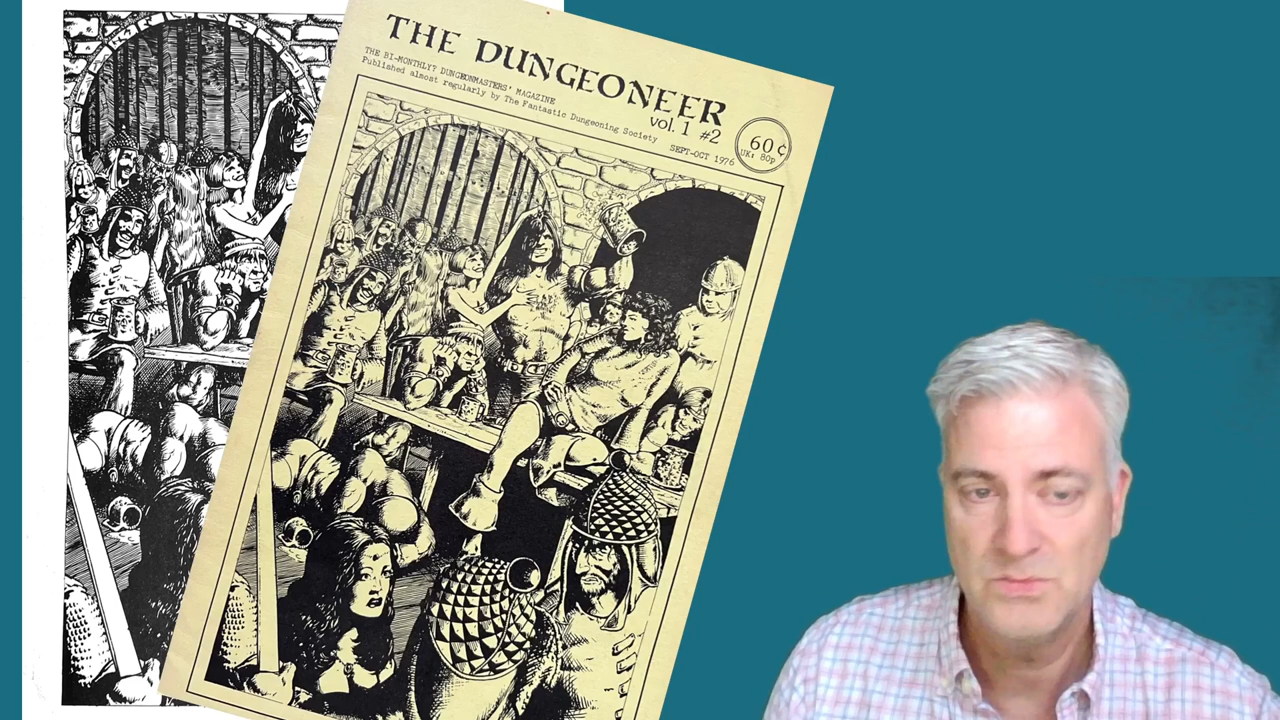 THE DUNGEONEER
THE BI-MONTHLY? DUNGEONMASTERS' MAGAZINE
Published almost regularly by The Fantastic Dungeoning Society
vol. 1 #2
SEPT-OCT 1976
60¢
UK: 80p